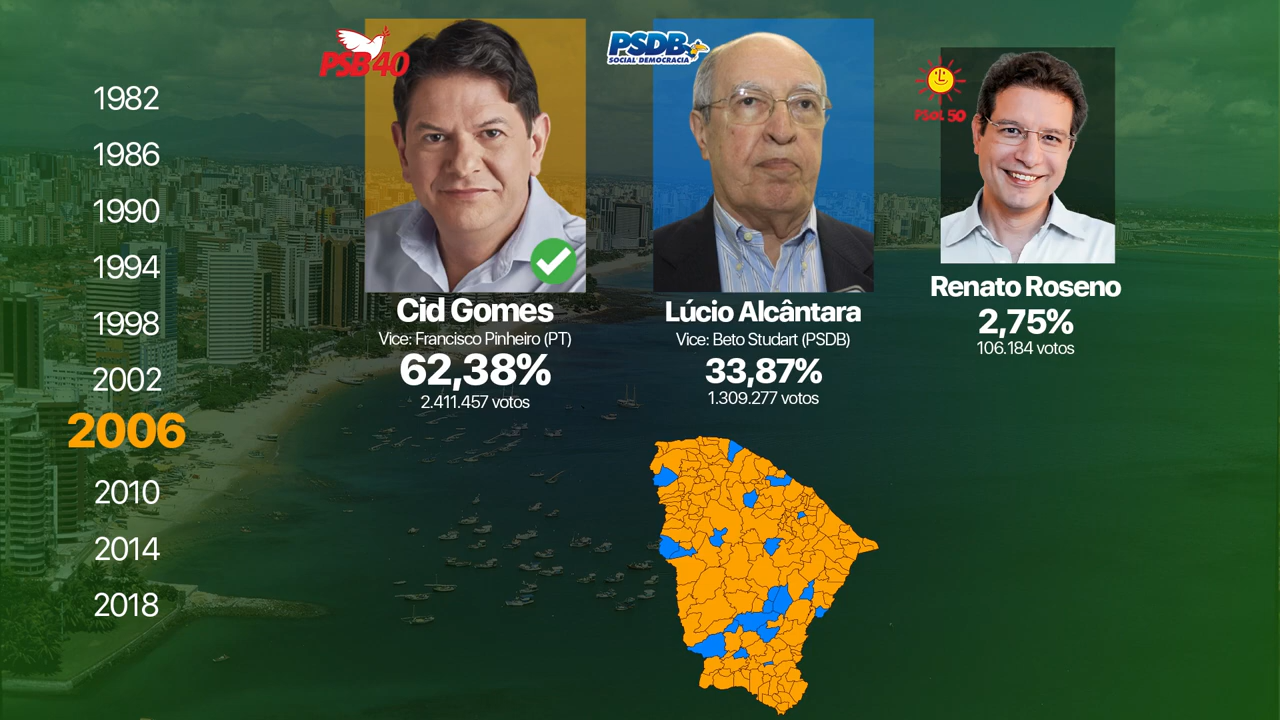 1982
1986
1990
1994
1998
2002
2006
2010
2014
2018
PSB 40
Cid Gomes
Vice: Francisco Pinheiro (PT)
62,38%
2.411.457 votos
PSDB
SOCIAL DEMOCRACIA
Lúcio Alcântara
Vice: Beto Studart (PSDB)
33,87%
1.309.277 votos
PSOL 50
Renato Roseno
2,75%
106.184 votos